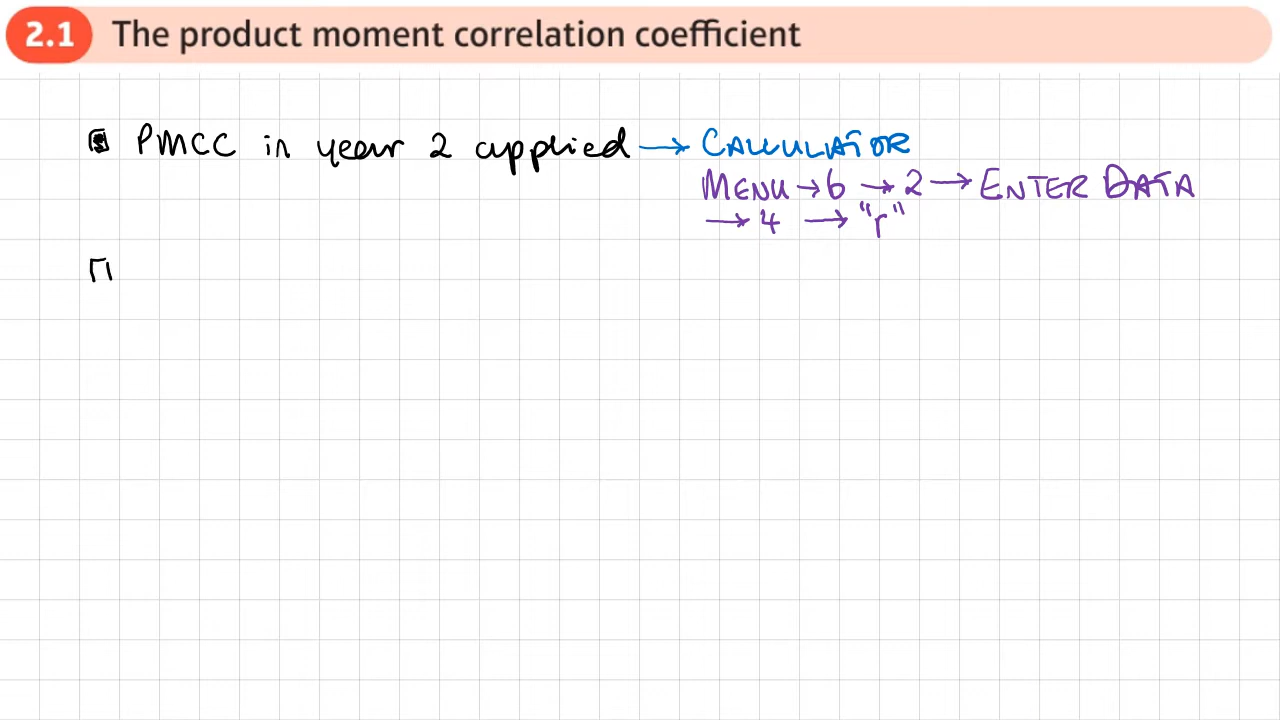 2.1 The product moment correlation coefficient
PMCC in year 2 applied → CALCULATOR
MENU → 6 → 2 → ENTER DATA
→ 4 → "r"